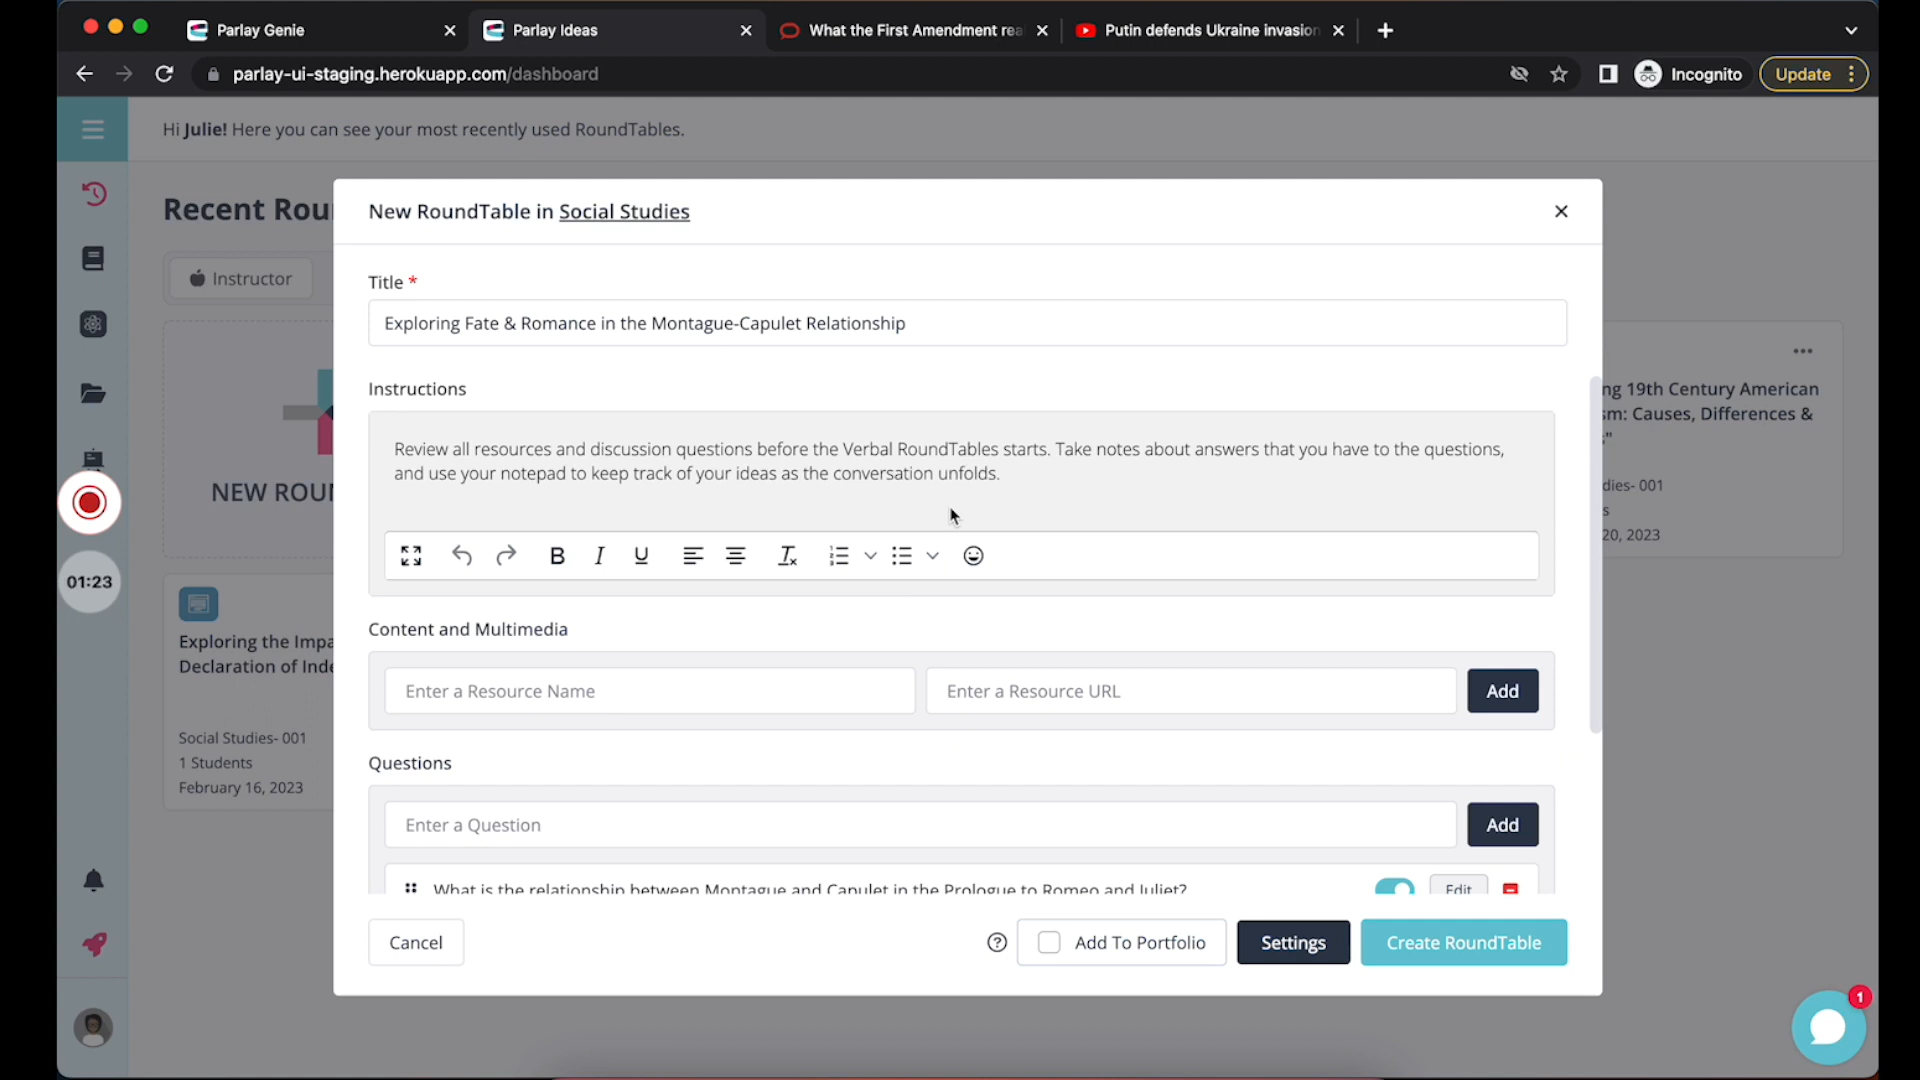 Parlay Genie
Parlay Ideas
What the First Amendment rea
Putin defends Ukraine invasion
parlay-ui-staging.herokuapp.com/dashboard
Incognito
Update
Hi Julie! Here you can see your most recently used RoundTables.
Recent Rou
Instructor
NEW ROUN
New RoundTable in Social Studies
Title *
Exploring Fate & Romance in the Montague-Capulet Relationship
Instructions
Review all resources and discussion questions before the Verbal RoundTables starts. Take notes about answers that you have to the questions,
and use your notepad to keep track of your ideas as the conversation unfolds.
B I U
Content and Multimedia
Enter a Resource Name
Enter a Resource URL
Add
Questions
Enter a Question
Add
What is the relationship between Montague and Capulet in the Prologue to Romeo and Juliet?
Edit
Cancel
Add To Portfolio
Settings
Create RoundTable
01:23
Exploring the Impa
Declaration of Inde
Social Studies- 001
1 Students
February 16, 2023
ng 19th Century American
sm: Causes, Differences &
s"
dies- 001
s
20, 2023
1